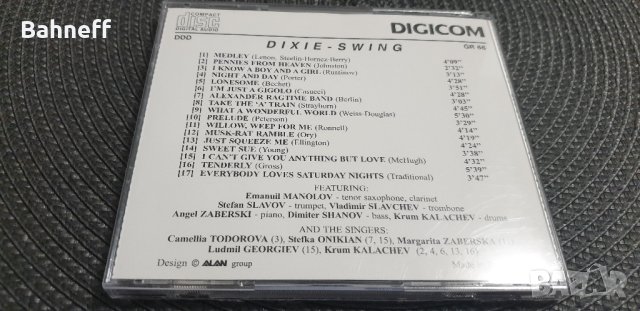 Bahneff
COMPACT
disc
DIGITAL AUDIO
DIGICOM
DDD
DIXIE - SWING
GR 66
[1] MEDLEY (Lenon, Steelin-Hornez-Berry) 4'09"
[2] PENNIES FROM HEAVEN (Johnston) 2'32"
[3] I KNOW A BOY AND A GIRL (Russinov) 3'13"
[4] NIGHT AND DAY (Porter) 4'28"
[5] LONESOME (Bechet) 3'51"
[6] I'M JUST A GIGOLO (Casucci) 4'28"
[7] ALEXANDER RAGTIME BAND (Berlin) 3'03"
[8] TAKE THE 'A' TRAIN (Strayhorn) 4'45"
[9] WHAT A WONDERFUL WORLD (Weiss-Douglas) 5'30"
[10] PRELUDE (Peterson) 3'29"
[11] WILLOW, WEEP FOR ME (Ronnell) 4'14"
[12] MUSK-RAT RAMBLE (Ory) 4'19"
[13] JUST SQUEEZE ME (Ellington) 4'24"
[14] SWEET SUE (Young) 3'38"
[15] I CAN'T GIVE YOU ANYTHING BUT LOVE (McHugh) 4'32"
[16] TENDERLY (Gross) 5'39"
[17] EVERYBODY LOVES SATURDAY NIGHTS (Traditional) 3'47"
FEATURING:
Emanuil MANOLOV - tenor saxophone, clarinet
Stefan SLAVOV - trumpet, Vladimir SLAVCHEV - trombone
Angel ZABERSKI - piano, Dimiter SHANOV - bass, Krum KALACHEV - drums
AND THE SINGERS:
Camellia TODOROVA (3), Stefka ONIKIAN (7, 15), Margarita ZABERSKA
Ludmil GEORGIEV (15), Krum KALACHEV (2, 4, 6, 13, 16)
Design © ALAN group
Made
BAZAR